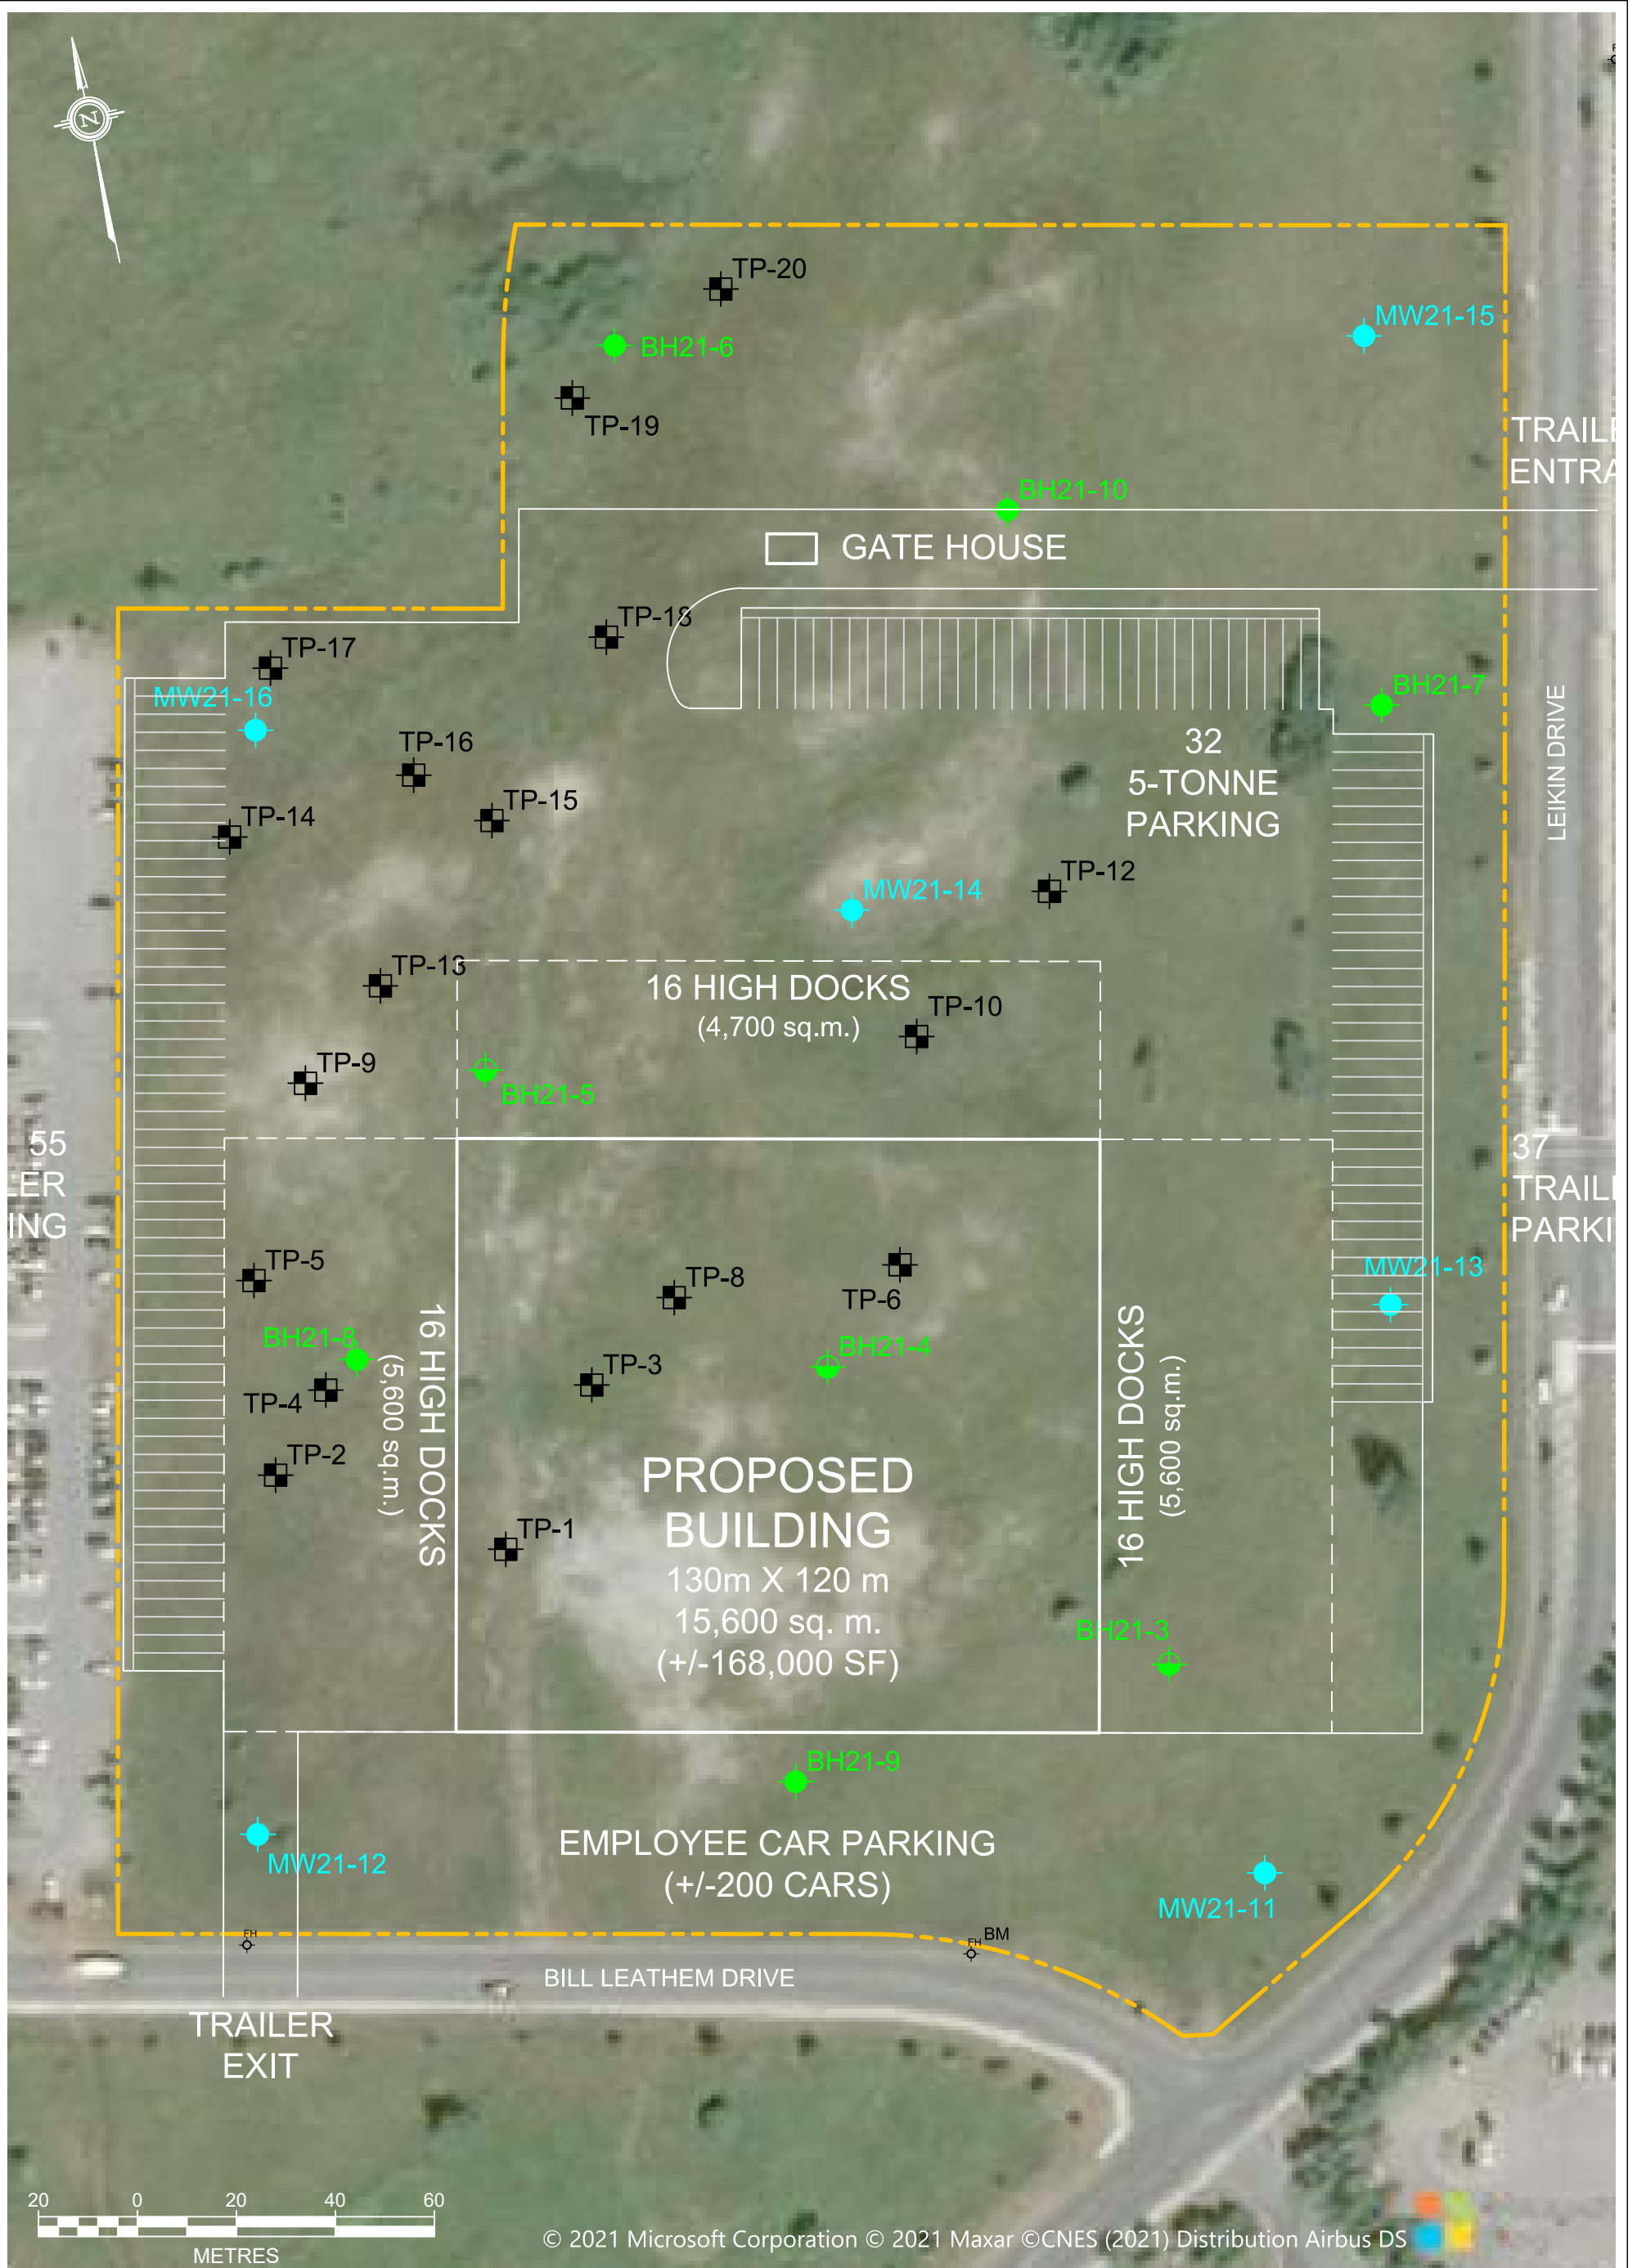 N
TP-20
BH21-6
MW21-15
TP-19
TRAILE
ENTRA
BH21-10
GATE HOUSE
TP-18
TP-17
MW21-16
BH21-7
LEIKIN DRIVE
TP-16
32
5-TONNE
PARKING
TP-15
TP-14
TP-12
MW21-14
TP-13
16 HIGH DOCKS
(4,700 sq.m.)
TP-10
TP-9
BH21-5
55
LER
ING
37
TRAILE
PARKI
TP-5
TP-8
TP-6
MW21-13
16 HIGH DOCKS
(5,600 sq.m.)
16 HIGH DOCKS
(5,600 sq.m.)
BH21-8
BH21-4
TP-4
TP-3
TP-2
TP-1
PROPOSED
BUILDING
130m X 120 m
15,600 sq. m.
(+/-168,000 SF)
BH21-3
BH21-9
EMPLOYEE CAR PARKING
(+/-200 CARS)
MW21-12
MW21-11
FH
FH
BM
BILL LEATHEM DRIVE
TRAILER
EXIT
20 0 20 40 60
METRES
© 2021 Microsoft Corporation © 2021 Maxar ©CNES (2021) Distribution Airbus DS